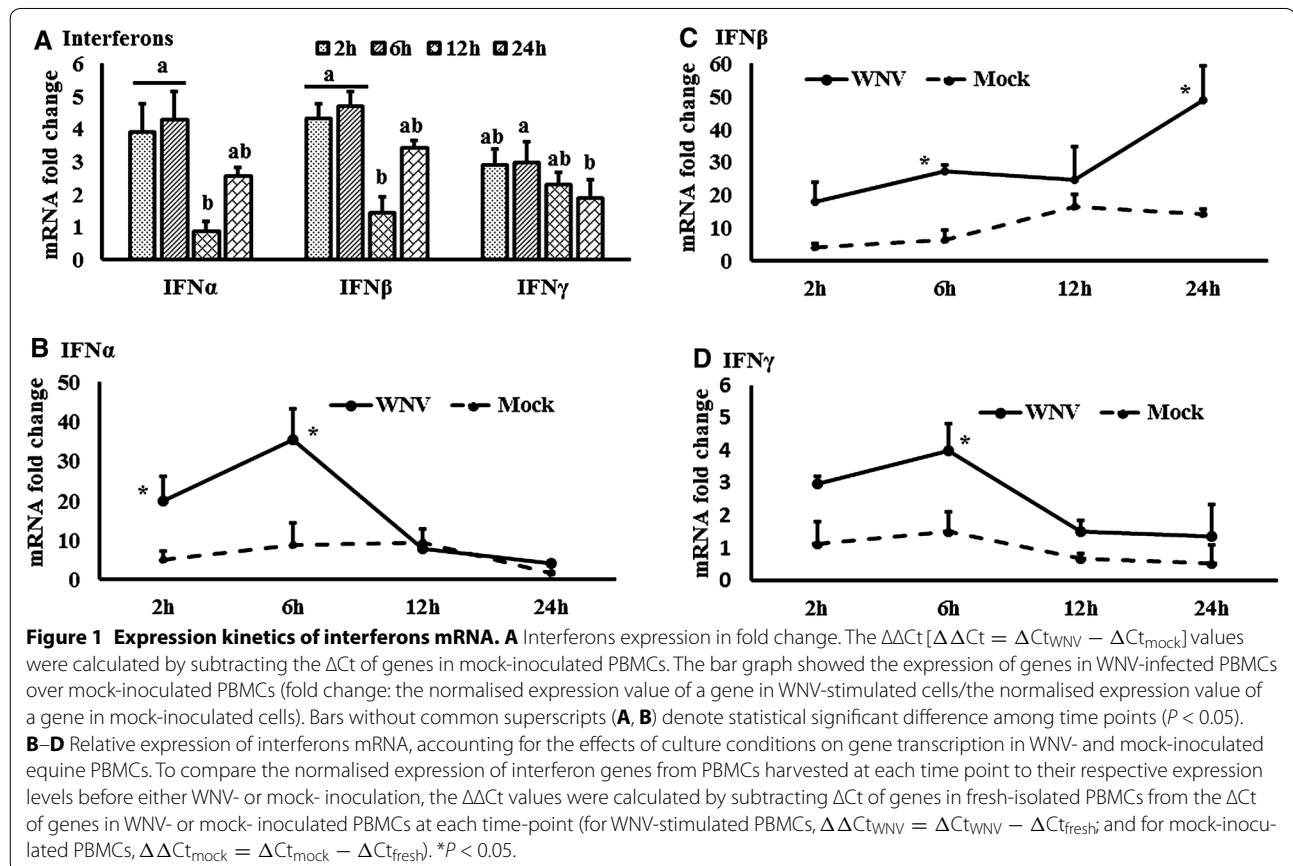 A Interferons
2h 6h 12h 24h
mRNA fold change
6
5
4
3
2
1
0
a
b
ab
a
b
ab
ab
a
ab
b
IFNα IFNβ IFNγ
C IFNβ
mRNA fold change
60
50
40
30
20
10
0
WNV Mock
*
*
2h 6h 12h 24h
B IFNα
mRNA fold change
50
40
30
20
10
0
WNV Mock
*
*
2h 6h 12h 24h
D IFNγ
mRNA fold change
6
5
4
3
2
1
0
WNV Mock
*
2h 6h 12h 24h
Figure 1 Expression kinetics of interferons mRNA. A Interferons expression in fold change. The ΔΔCt [ΔΔCt = ΔCtWNV − ΔCtmock] values
were calculated by subtracting the ΔCt of genes in mock-inoculated PBMCs. The bar graph showed the expression of genes in WNV-infected PBMCs
over mock-inoculated PBMCs (fold change: the normalised expression value of a gene in WNV-stimulated cells/the normalised expression value of
a gene in mock-inoculated cells). Bars without common superscripts (A, B) denote statistical significant difference among time points (P < 0.05).
B–D Relative expression of interferons mRNA, accounting for the effects of culture conditions on gene transcription in WNV- and mock-inoculated
equine PBMCs. To compare the normalised expression of interferon genes from PBMCs harvested at each time point to their respective expression
levels before either WNV- or mock- inoculation, the ΔΔCt values were calculated by subtracting ΔCt of genes in fresh-isolated PBMCs from the ΔCt
of genes in WNV- or mock- inoculated PBMCs at each time-point (for WNV-stimulated PBMCs, ΔΔCtWNV = ΔCtWNV − ΔCtfresh; and for mock-inocu-
lated PBMCs, ΔΔCtmock = ΔCtmock − ΔCtfresh). *P < 0.05.